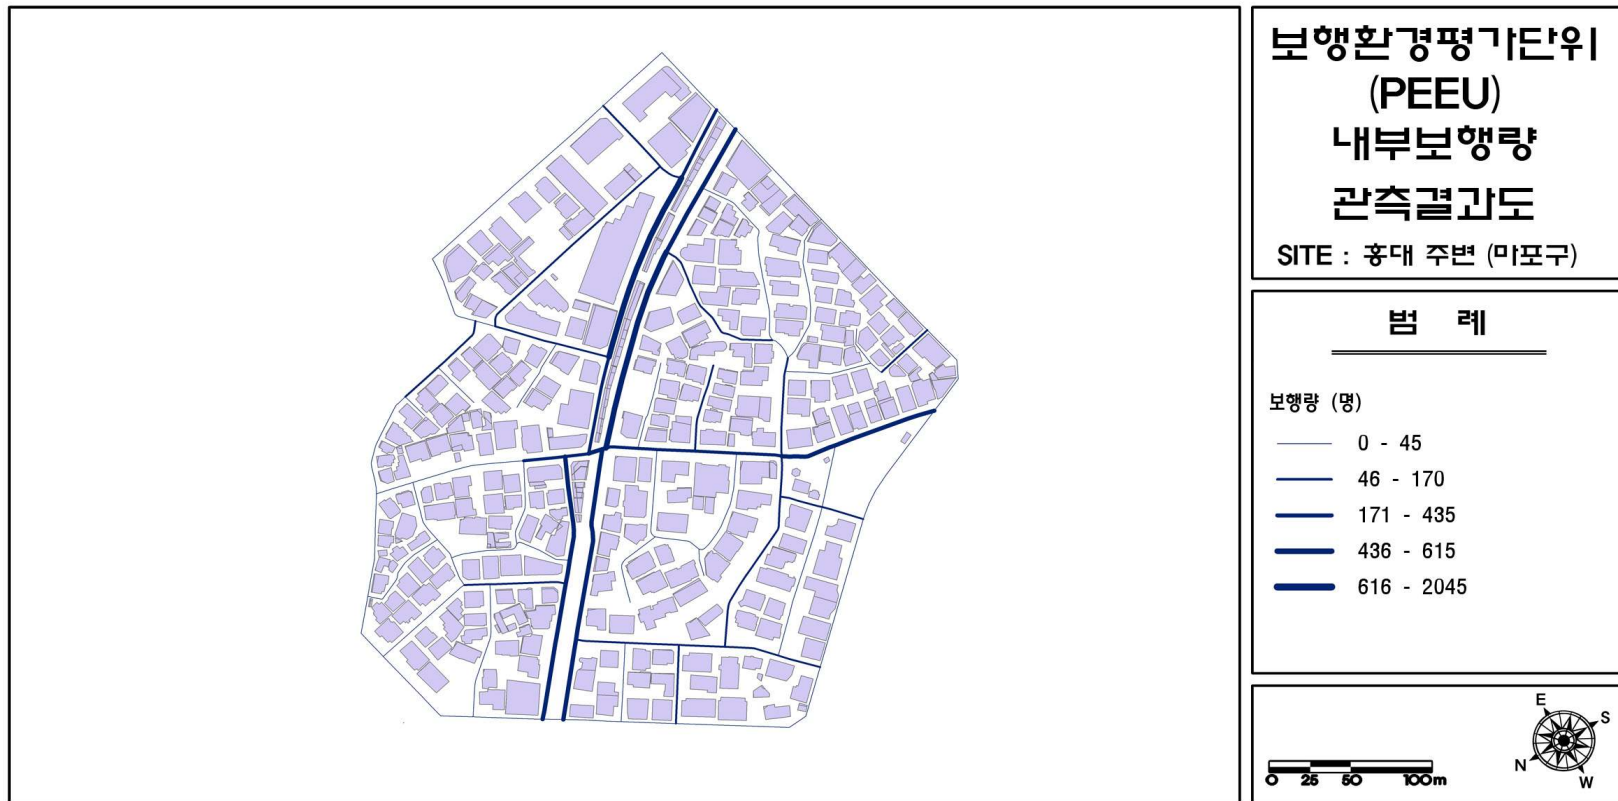 보행환경평가단위
(PEEU)
내부보행량
관측결과도
SITE : 홍대 주변 (마포구)
범 례
보행량 (명)
0 - 45
46 - 170
171 - 435
436 - 615
616 - 2045
0 25 50 100m
E
S
N
W